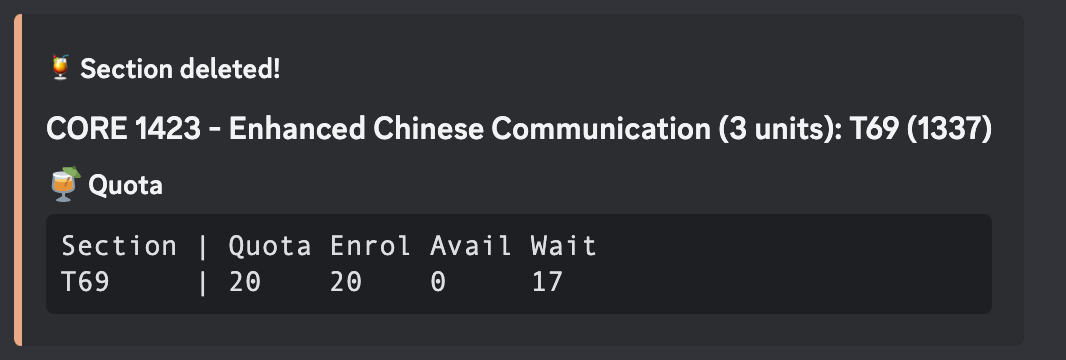 🍹 Section deleted!
CORE 1423 - Enhanced Chinese Communication (3 units): T69 (1337)
Quota
Section | Quota Enrol Avail Wait
T69 | 20 20 0 17